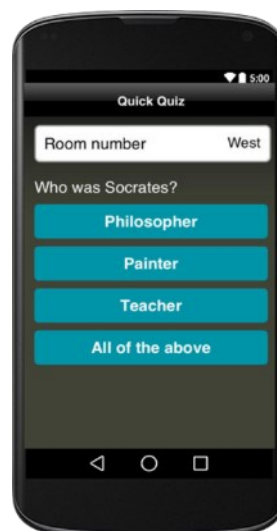 5:00
Quick Quiz
Room number West
Who was Socrates?
Philosopher
Painter
Teacher
All of the above